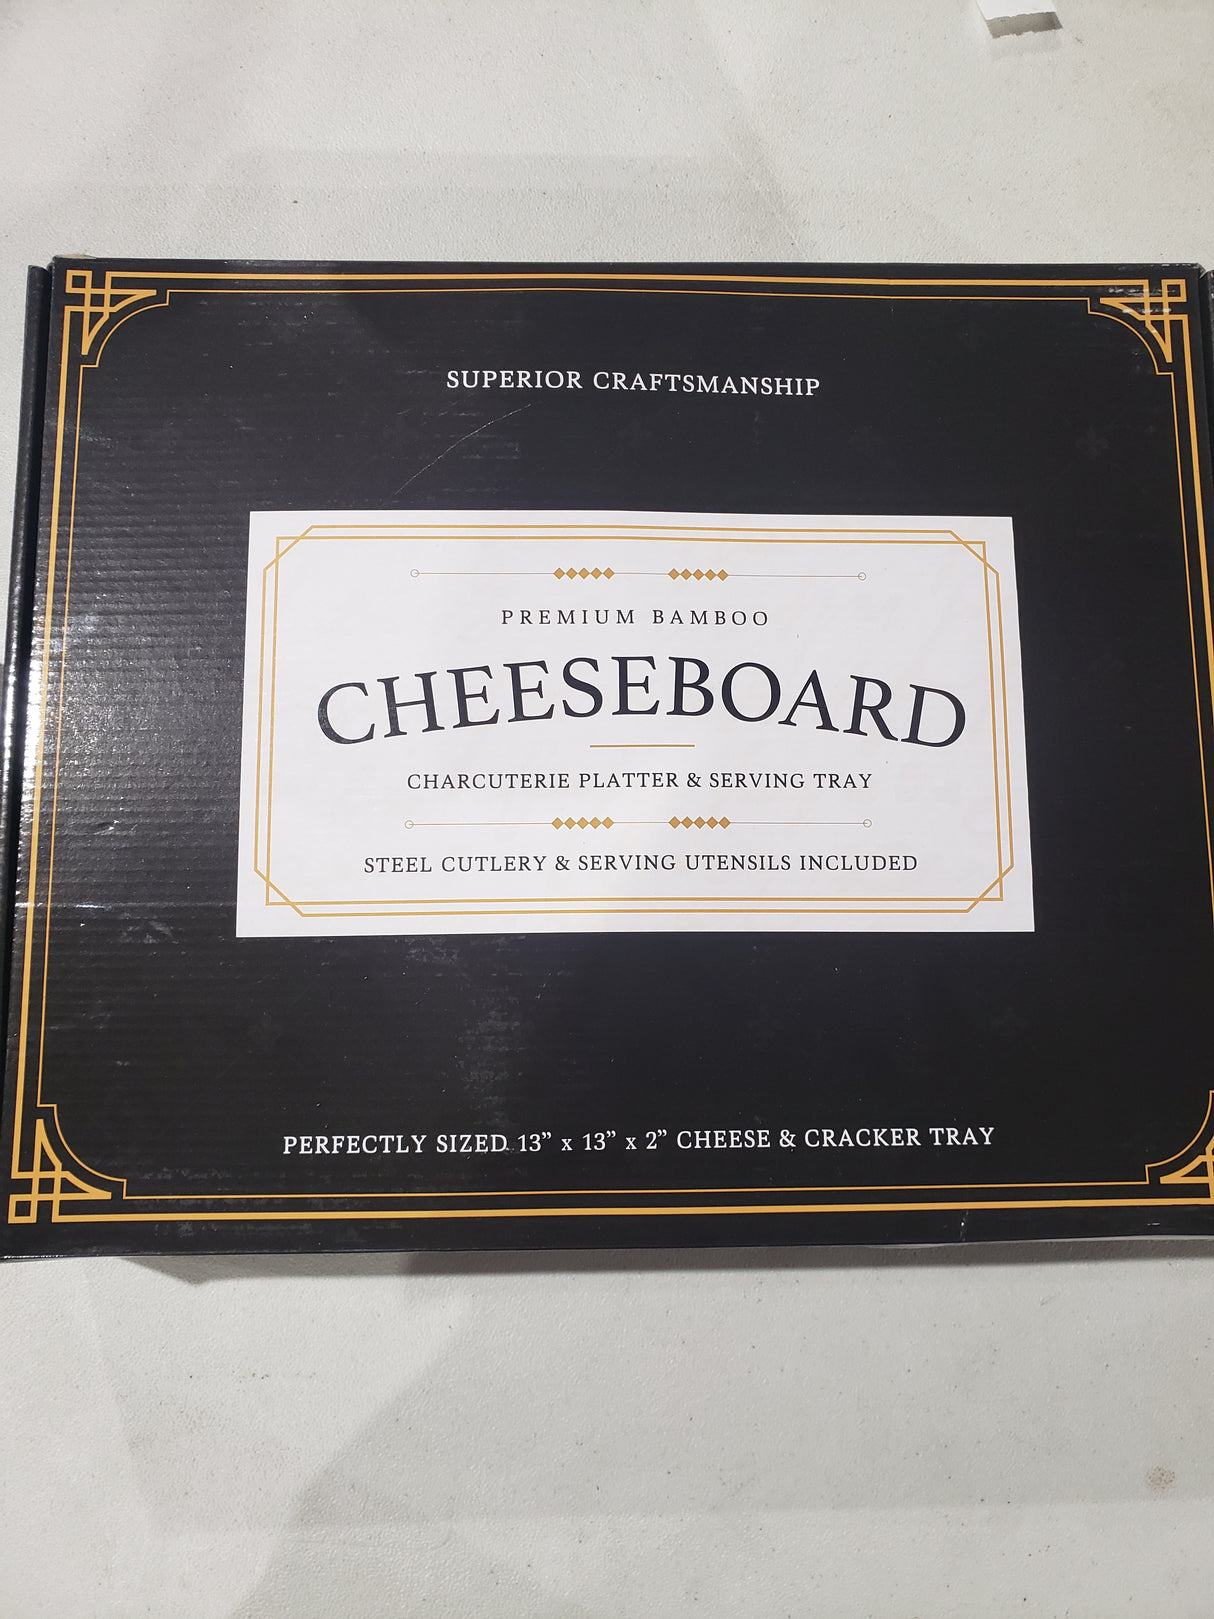 SUPERIOR CRAFTSMANSHIP
PREMIUM BAMBOO
CHEESEBOARD
CHARCUTERIE PLATTER & SERVING TRAY
STEEL CUTLERY & SERVING UTENSILS INCLUDED
PERFECTLY SIZED 13” x 13” x 2” CHEESE & CRACKER TRAY